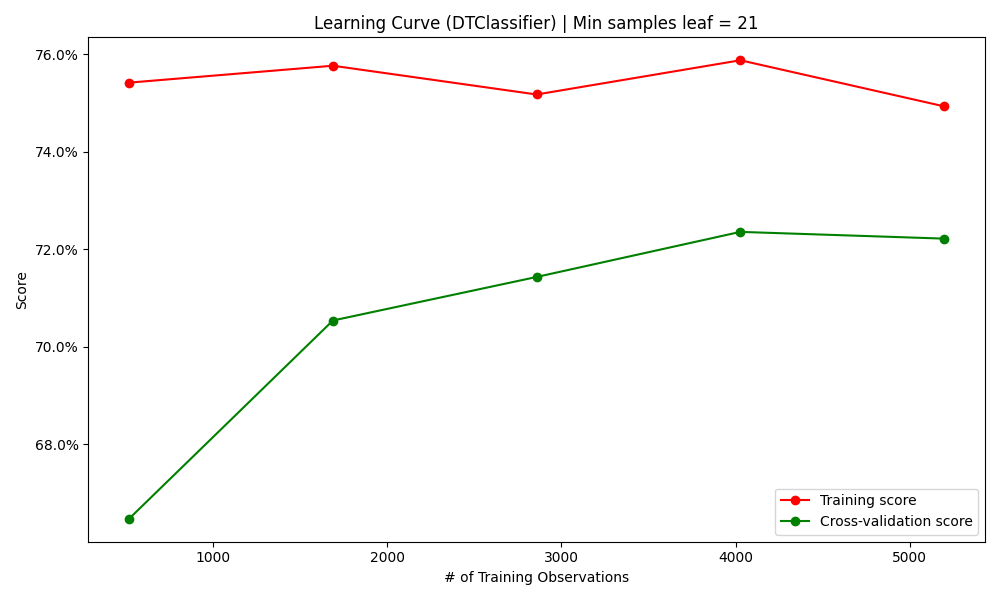 Learning Curve (DTClassifier) | Min samples leaf = 21
76.0%
74.0%
72.0%
70.0%
68.0%
Score
1000 2000 3000 4000 5000
# of Training Observations
Training score
Cross-validation score